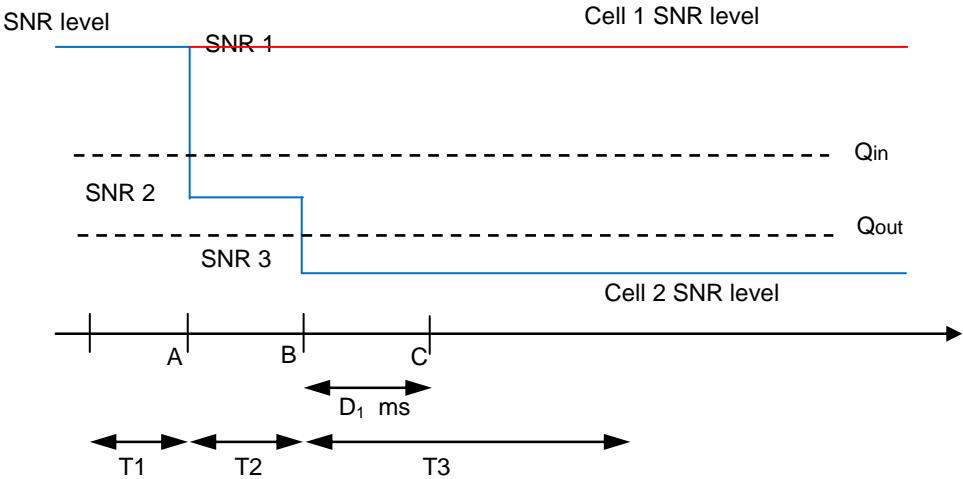 Cell 1 SNR level
SNR level
SNR 1
Qin
SNR 2
Qout
SNR 3
Cell 2 SNR level
A B C
D₁ ms
T1 T2 T3